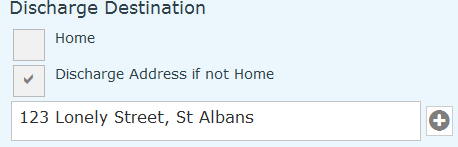 Discharge Destination
Home
Discharge Address if not Home
123 Lonely Street, St Albans